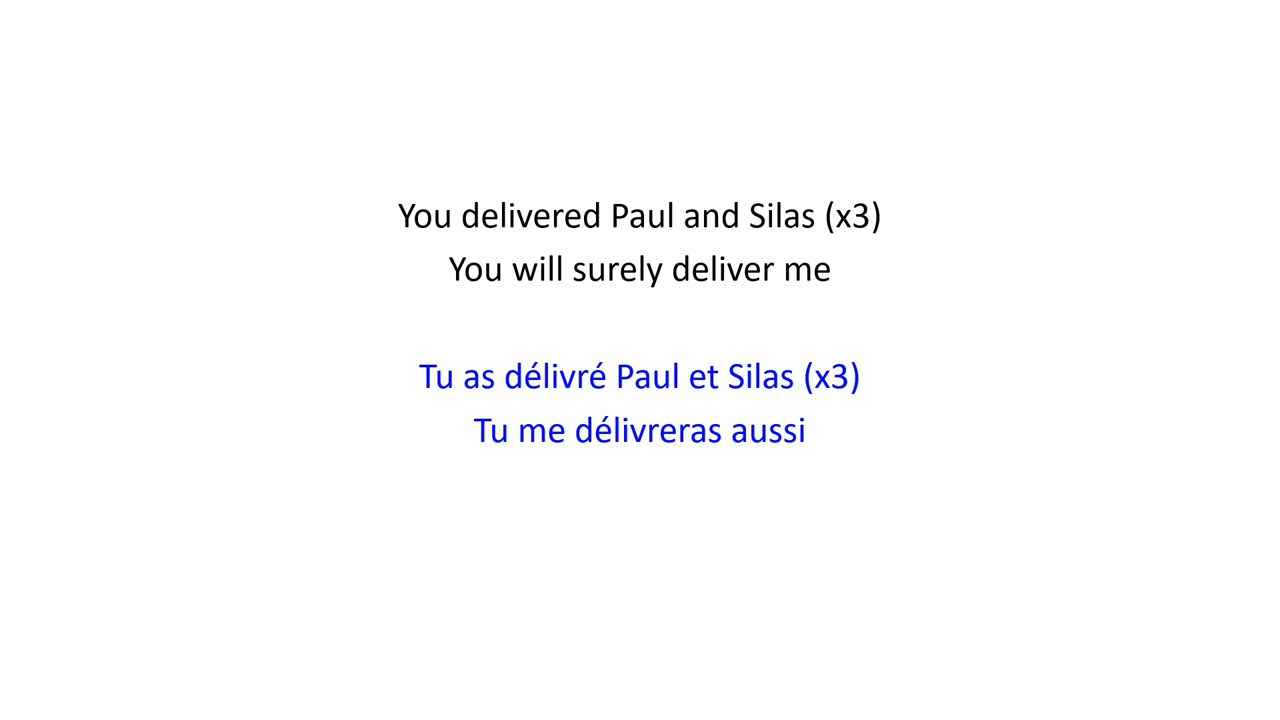 You delivered Paul and Silas (x3)
You will surely deliver me
Tu as délivré Paul et Silas (x3)
Tu me délivreras aussi